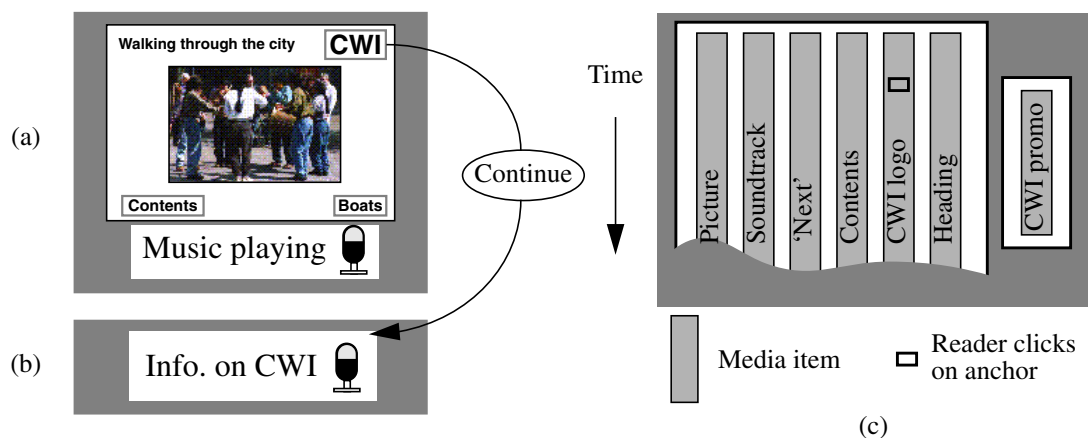 (a)
Walking through the city
CWI
Contents
Boats
Music playing
Continue
(b)
Info. on CWI
Time
Picture
Soundtrack
‘Next’
Contents
CWI logo
Heading
CWI promo
Media item
Reader clicks
on anchor
(c)